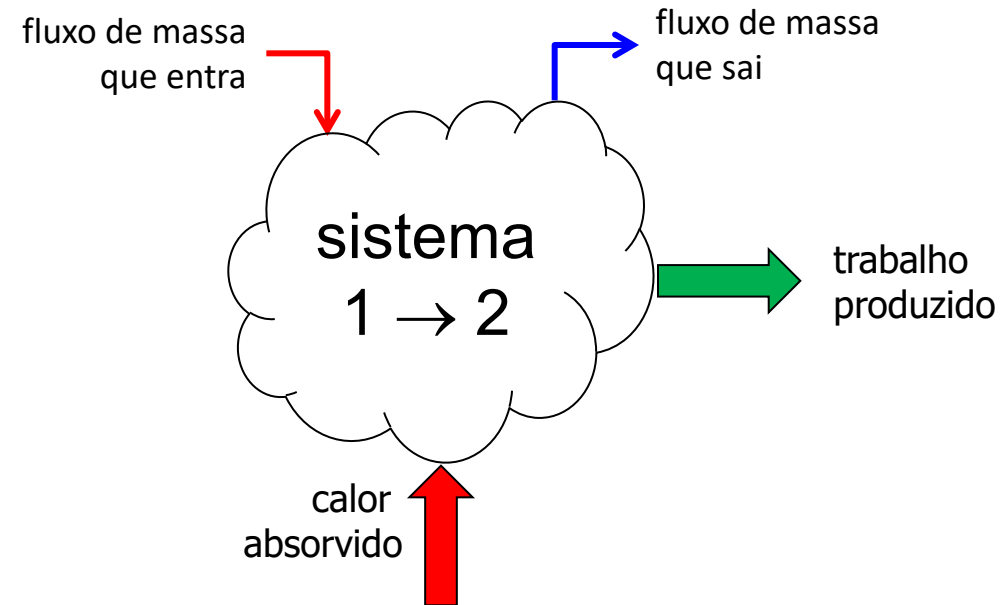 fluxo de massa
que entra
fluxo de massa
que sai
sistema
1 → 2
trabalho
produzido
calor
absorvido